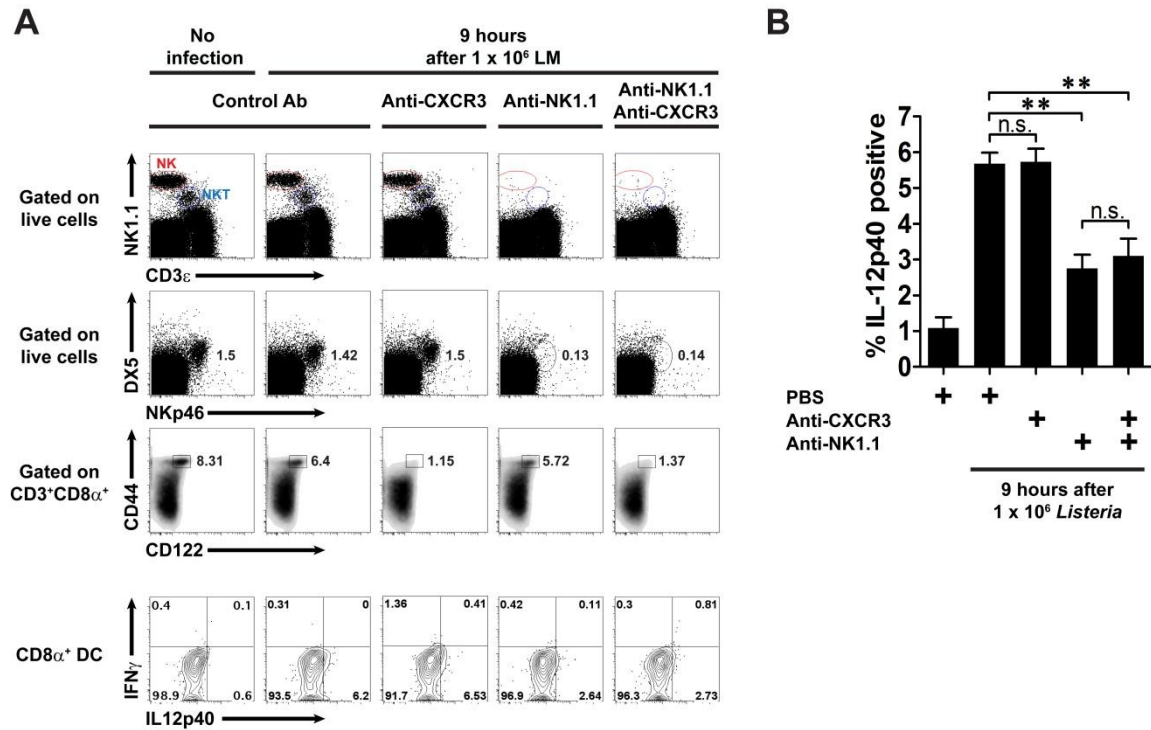 A
No
infection
9 hours
after 1 x 10⁶ LM
Control Ab
Anti-CXCR3
Anti-NK1.1
Anti-NK1.1
Anti-CXCR3
Gated on
live cells
NK1.1
NK
NKT
CD3ε
Gated on
live cells
DX5
1.5
1.42
1.5
0.13
0.14
NKp46
Gated on
CD3⁺CD8α⁺
CD44
8.31
6.4
1.15
5.72
1.37
CD122
CD8α⁺ DC
IFNγ
0.4 0.1
98.9 0.6
0.31 0
93.5 6.2
1.36 0.41
91.7 6.53
0.42 0.11
96.9 2.64
0.3 0.81
96.3 2.73
IL12p40
B
% IL-12p40 positive
7
6
5
4
3
2
1
0
**
**
n.s.
n.s.
PBS + +
Anti-CXCR3 + +
Anti-NK1.1 + +
9 hours after
1 x 10⁶ Listeria